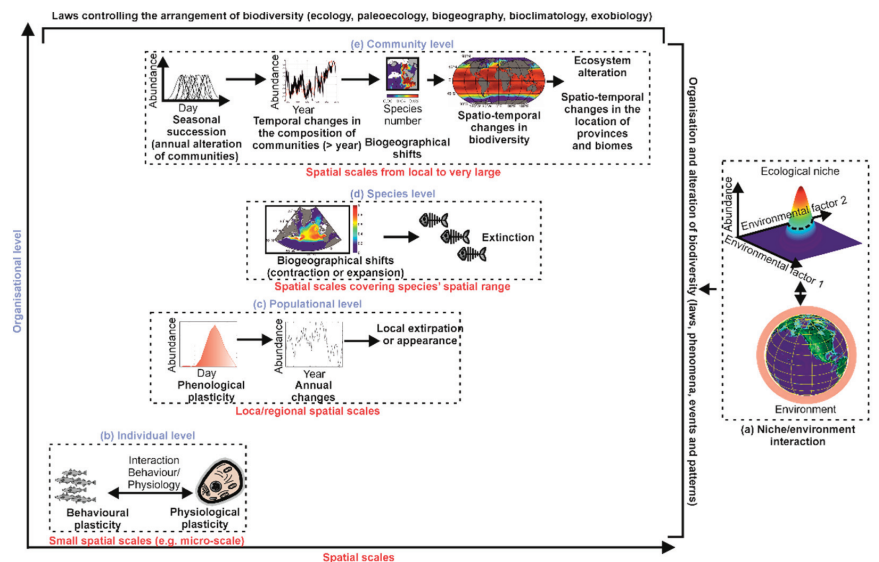 Laws controlling the arrangement of biodiversity (ecology, paleoecology, biogeography, bioclimatology, exobiology)
Organisational level
(e) Community level
Abundance
Day
Seasonal
succession
(annual alteration
of communities)
Abundance
Year
Temporal changes
in the composition of
communities (> year)
Species
number
Biogeographical
shifts
Spatio-temporal
changes in
biodiversity
Ecosystem
alteration
Spatio-temporal
changes in the
location of
provinces
and biomes
Spatial scales from local to very large
(d) Species level
Biogeographical shifts
(contraction or expansion)
Extinction
Spatial scales covering species' spatial range
(c) Populational level
Abundance
Day
Phenological
plasticity
Abundance
Year
Annual
changes
Local extirpation
or appearance
Loca/regional spatial scales
(b) Individual level
Interaction
Behaviour/
Physiology
Behavioural
plasticity
Physiological
plasticity
Small spatial scales (e.g. micro-scale)
Spatial scales
Organisation and alteration of biodiversity (laws, phenomena, events and patterns)
Ecological niche
Abundance
Environmental factor 2
Environmental factor 1
Environment
(a) Niche/environment
interaction